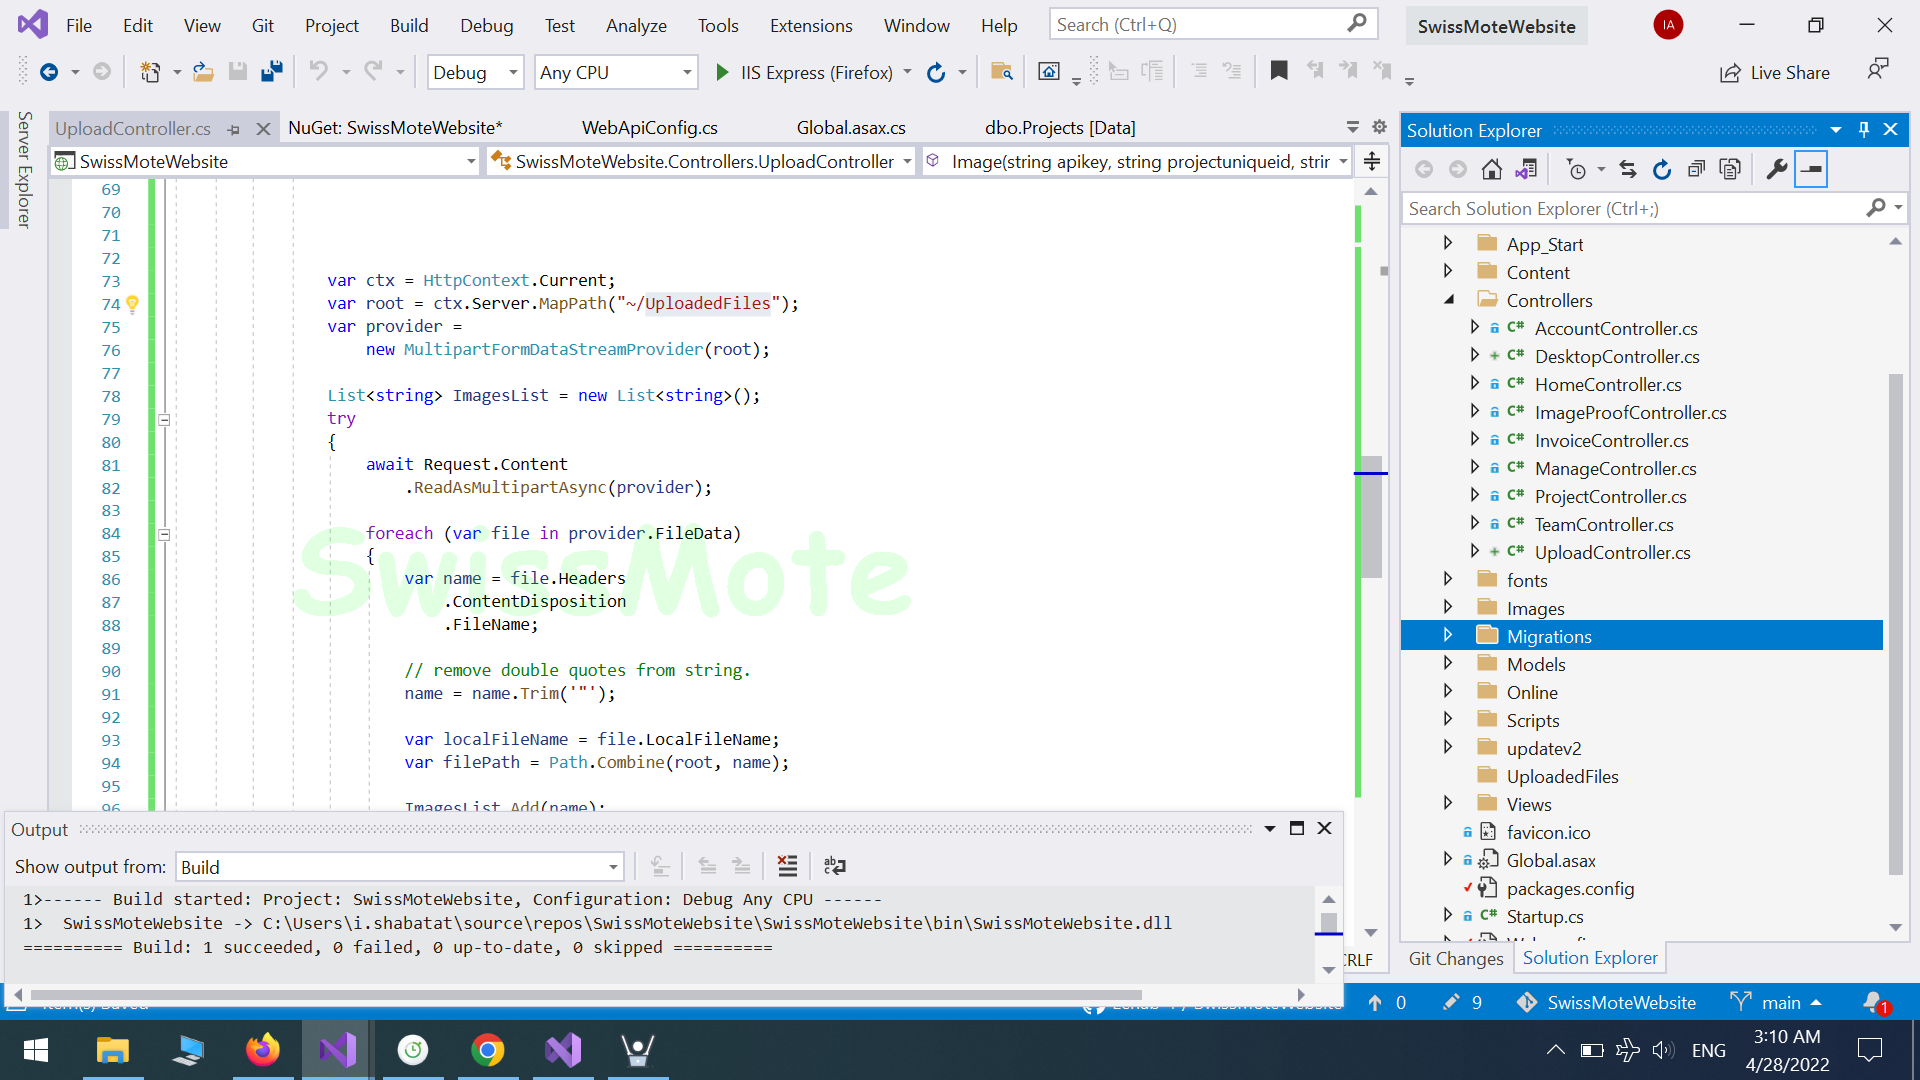 File Edit View Git Project Build Debug Test Analyze Tools Extensions Window Help Search (Ctrl+Q) SwissMoteWebsite IA
Debug Any CPU IIS Express (Firefox) Live Share
Server Explorer
UploadController.cs NuGet: SwissMoteWebsite* WebApiConfig.cs Global.asax.cs dbo.Projects [Data]
SwissMoteWebsite SwissMoteWebsite.Controllers.UploadController Image(string apikey, string projectuniqueid, strir
69
70
71
72
73 var ctx = HttpContext.Current;
74 var root = ctx.Server.MapPath("~/UploadedFiles");
75 var provider =
76 new MultipartFormDataStreamProvider(root);
77
78 List<string> ImagesList = new List<string>();
79 try
80 {
81 await Request.Content
82 .ReadAsMultipartAsync(provider);
83
84 foreach (var file in provider.FileData)
85 {
86 var name = file.Headers
87 .ContentDisposition
88 .FileName;
89
90 // remove double quotes from string.
91 name = name.Trim('"');
92
93 var localFileName = file.LocalFileName;
94 var filePath = Path.Combine(root, name);
95
96 ImagesList.Add(name);
SwissMote
Output
Show output from: Build
1>------ Build started: Project: SwissMoteWebsite, Configuration: Debug Any CPU ------
1> SwissMoteWebsite -> C:\Users\i.shabatat\source\repos\SwissMoteWebsite\SwissMoteWebsite\bin\SwissMoteWebsite.dll
========== Build: 1 succeeded, 0 failed, 0 up-to-date, 0 skipped ==========
CRLF
Solution Explorer
Search Solution Explorer (Ctrl+;)
App_Start
Content
Controllers
C# AccountController.cs
C# DesktopController.cs
C# HomeController.cs
C# ImageProofController.cs
C# InvoiceController.cs
C# ManageController.cs
C# ProjectController.cs
C# TeamController.cs
C# UploadController.cs
fonts
Images
Migrations
Models
Online
Scripts
updatev2
UploadedFiles
Views
favicon.ico
Global.asax
packages.config
C# Startup.cs
Git Changes Solution Explorer
Item(s) Saved 0 9 SwissMoteWebsite main 1
ENG 3:10 AM
4/28/2022